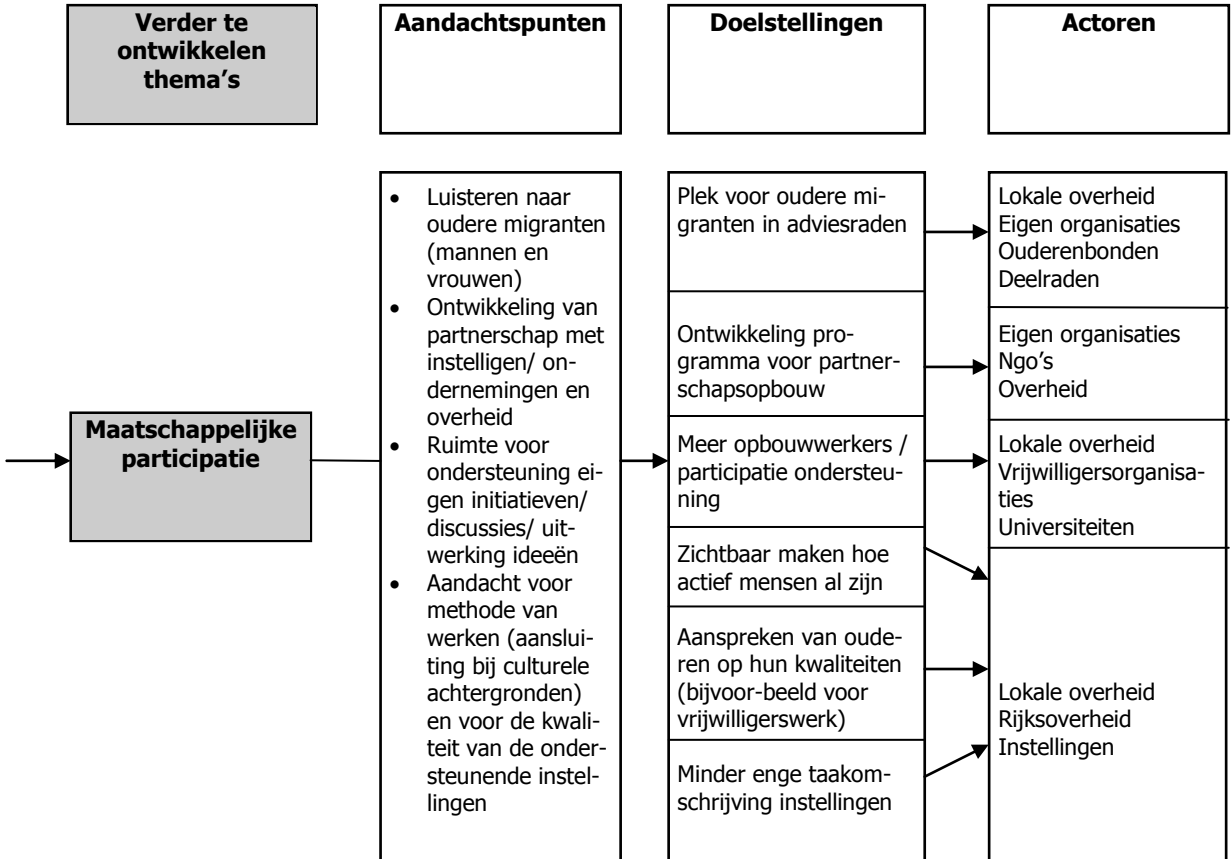 Verder te
ontwikkelen
thema's
Aandachtspunten
Doelstellingen
Actoren
Maatschappelijke
participatie
• Luisteren naar
oudere migranten
(mannen en
vrouwen)
• Ontwikkeling van
partnerschap met
instelligen/ on-
dernemingen en
overheid
• Ruimte voor
ondersteuning ei-
gen initiatieven/
discussies/ uit-
werking ideeën
• Aandacht voor
methode van
werken (aanslui-
ting bij culturele
achtergronden)
en voor de kwali-
teit van de onder-
steunende instel-
lingen
Plek voor oudere mi-
granten in adviesraden
Ontwikkeling pro-
gramma voor partner-
schapsopbouw
Meer opbouwwerkers /
participatie ondersteu-
ning
Zichtbaar maken hoe
actief mensen al zijn
Aanspreken van oude-
ren op hun kwaliteiten
(bijvoor-beeld voor
vrijwilligerswerk)
Minder enge taakom-
schrijving instellingen
Lokale overheid
Eigen organisaties
Ouderenbonden
Deelraden
Eigen organisaties
Ngo's
Overheid
Lokale overheid
Vrijwilligersorganisa-
ties
Universiteiten
Lokale overheid
Rijksoverheid
Instellingen